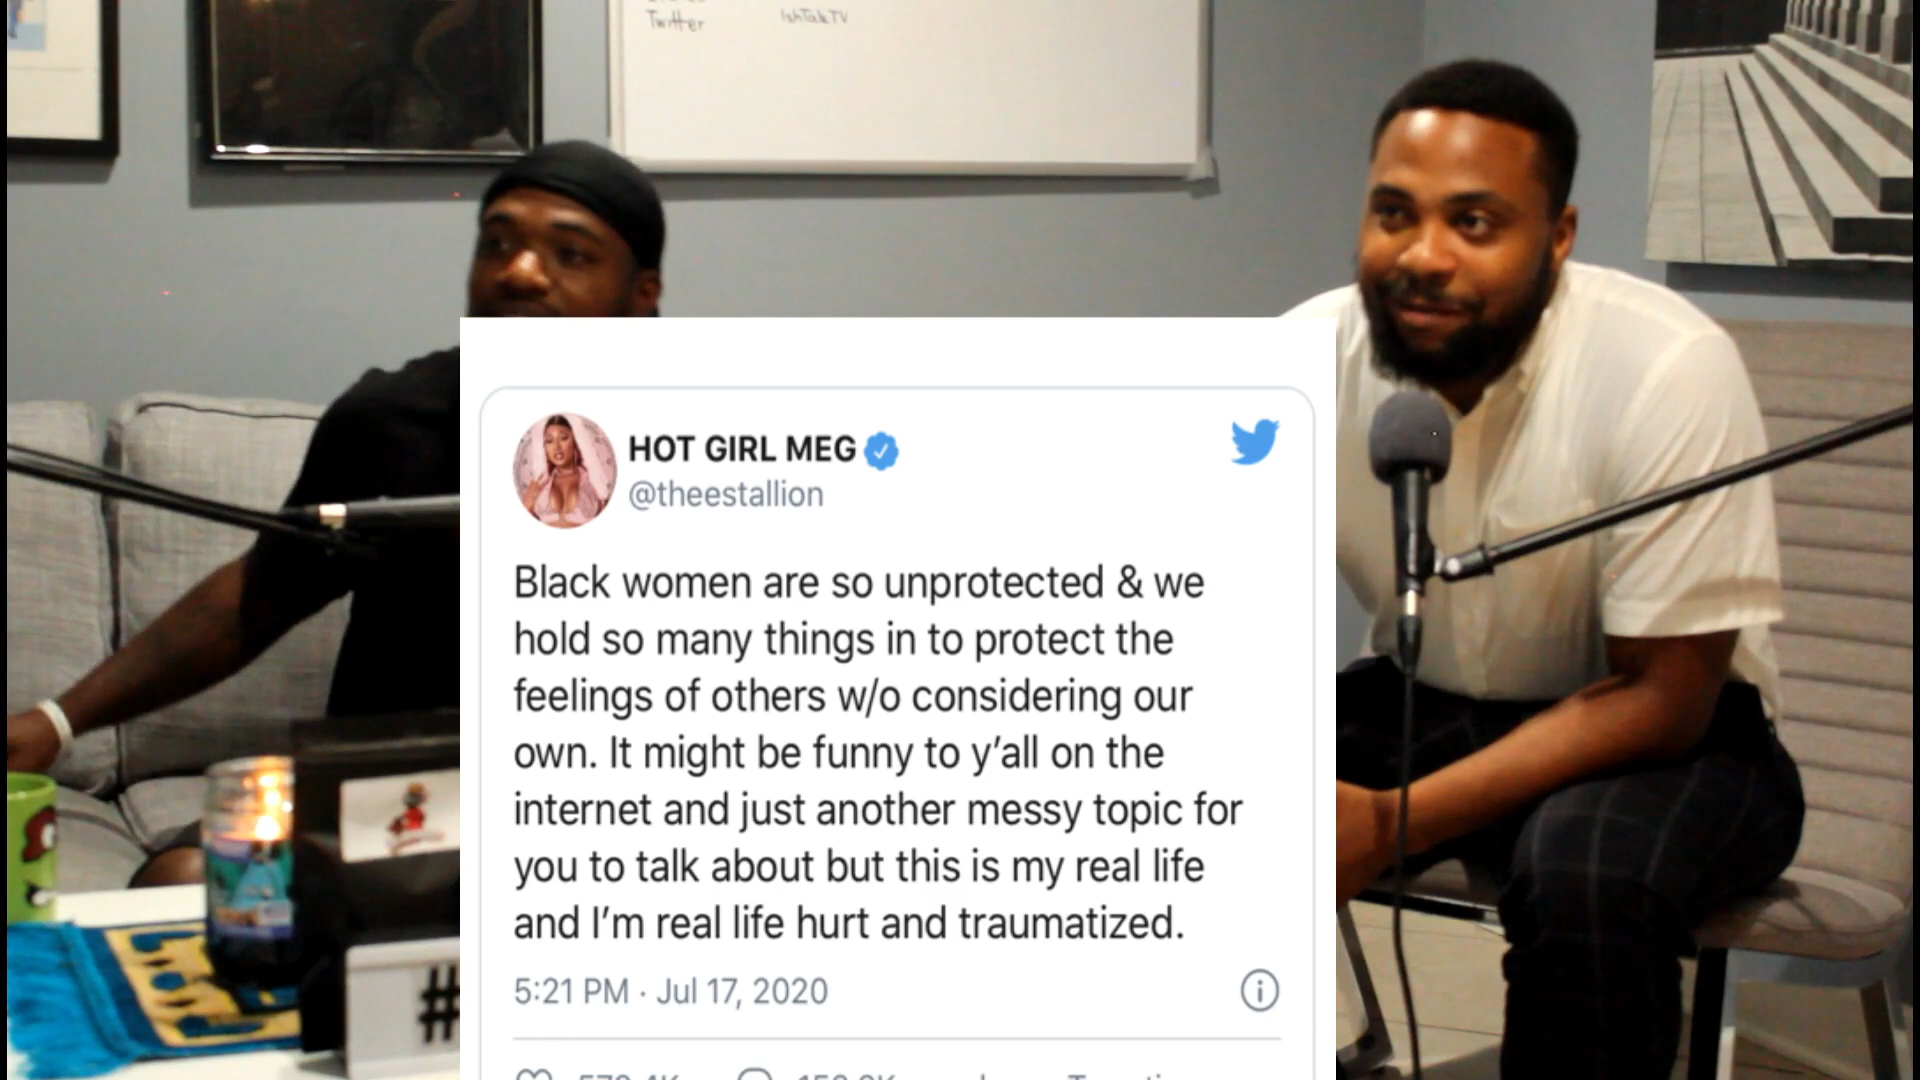 Twitter IshTalkTV
HOT GIRL MEG
@theestallion
Black women are so unprotected & we
hold so many things in to protect the
feelings of others w/o considering our
own. It might be funny to y’all on the
internet and just another messy topic for
you to talk about but this is my real life
and I’m real life hurt and traumatized.
5:21 PM · Jul 17, 2020
#